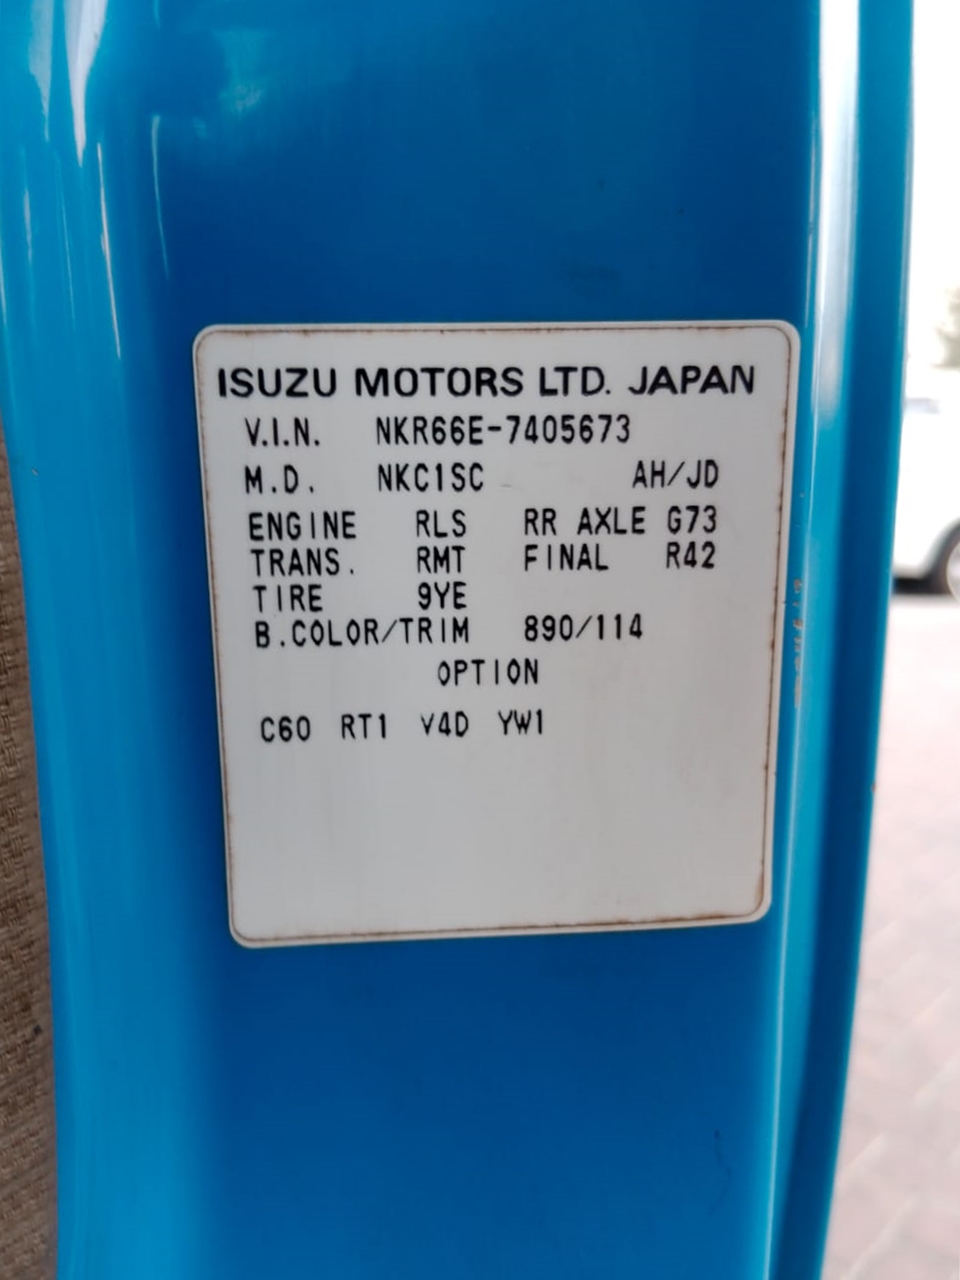 ISUZU MOTORS LTD. JAPAN
V.I.N. NKR66E-7405673
M.D. NKC1SC AH/JD
ENGINE RLS RR AXLE G73
TRANS. RMT FINAL R42
TIRE 9YE
B.COLOR/TRIM 890/114
OPTION
C60 RT1 V4D YW1